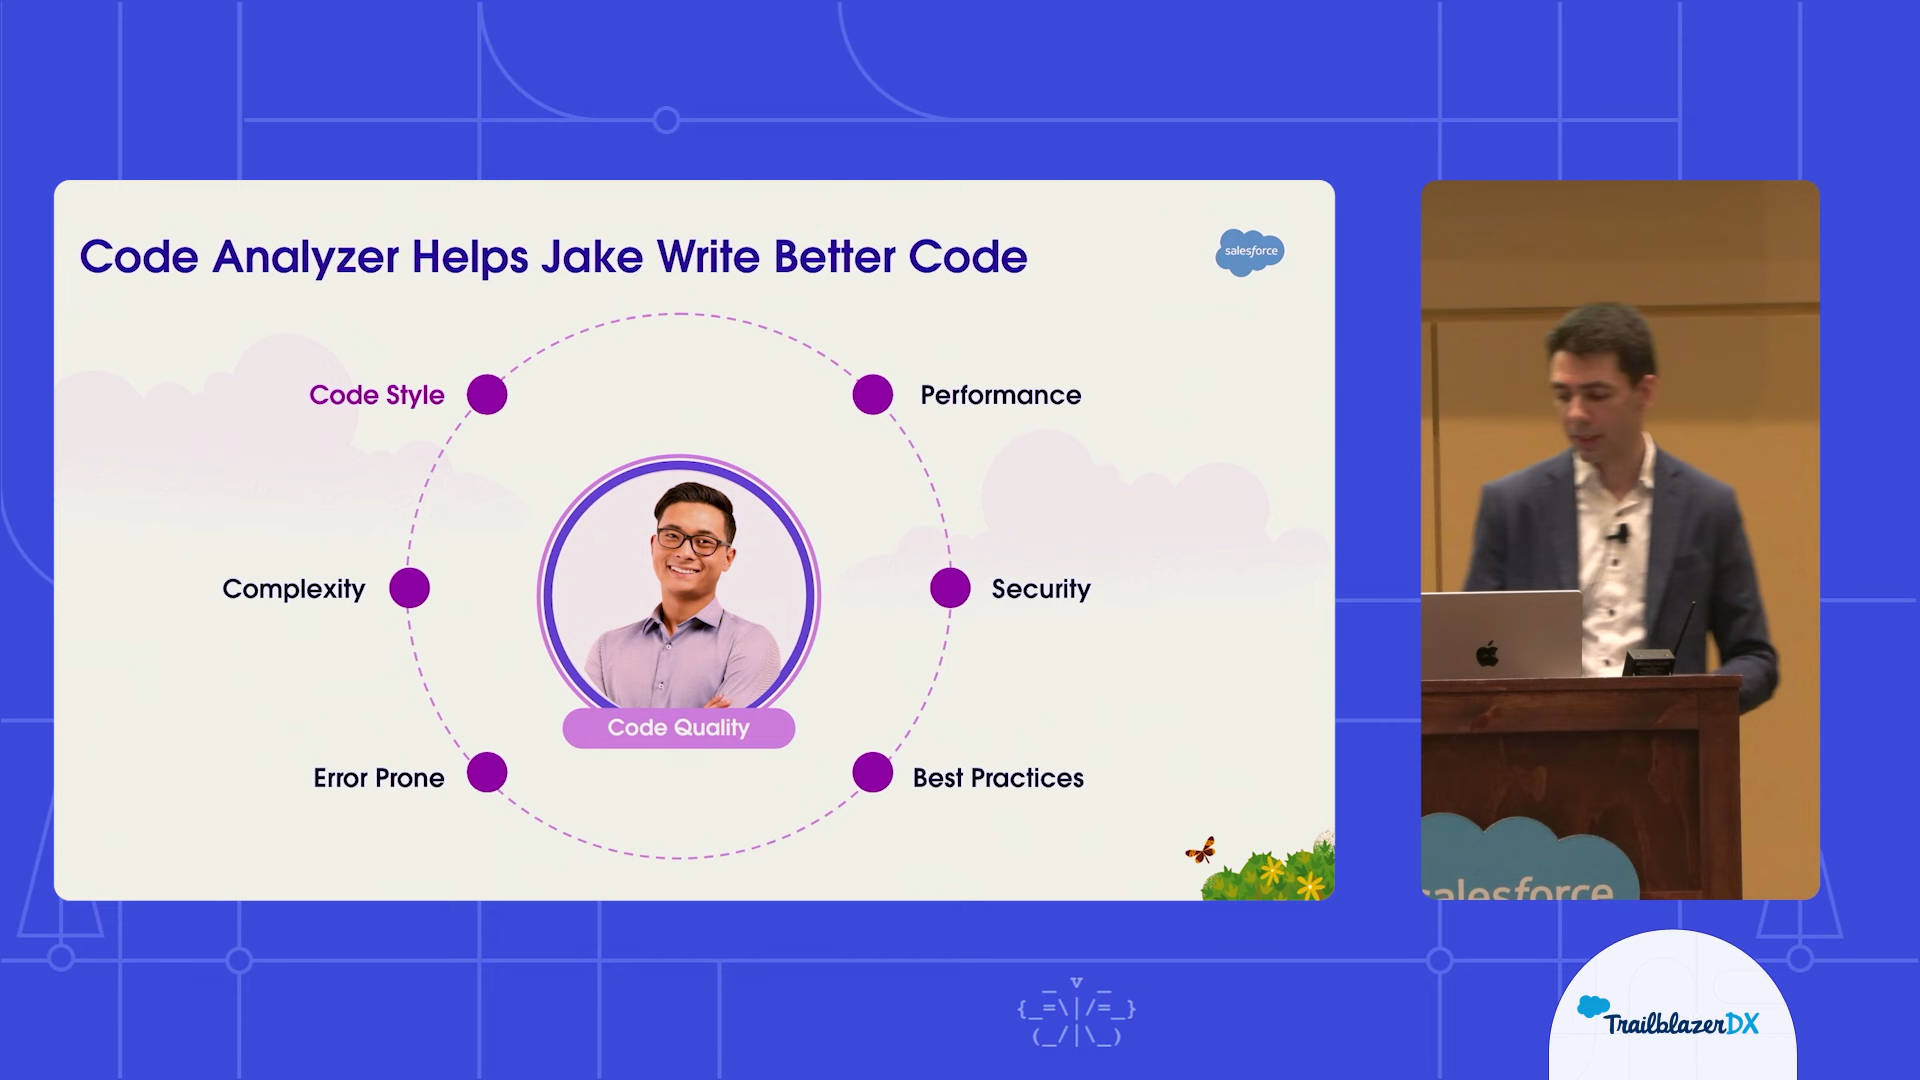 Code Analyzer Helps Jake Write Better Code
salesforce
Code Style
Performance
Complexity
Security
Code Quality
Error Prone
Best Practices
salesforce
{_=\|/=_}
(_/|\_)
TrailblazerDX